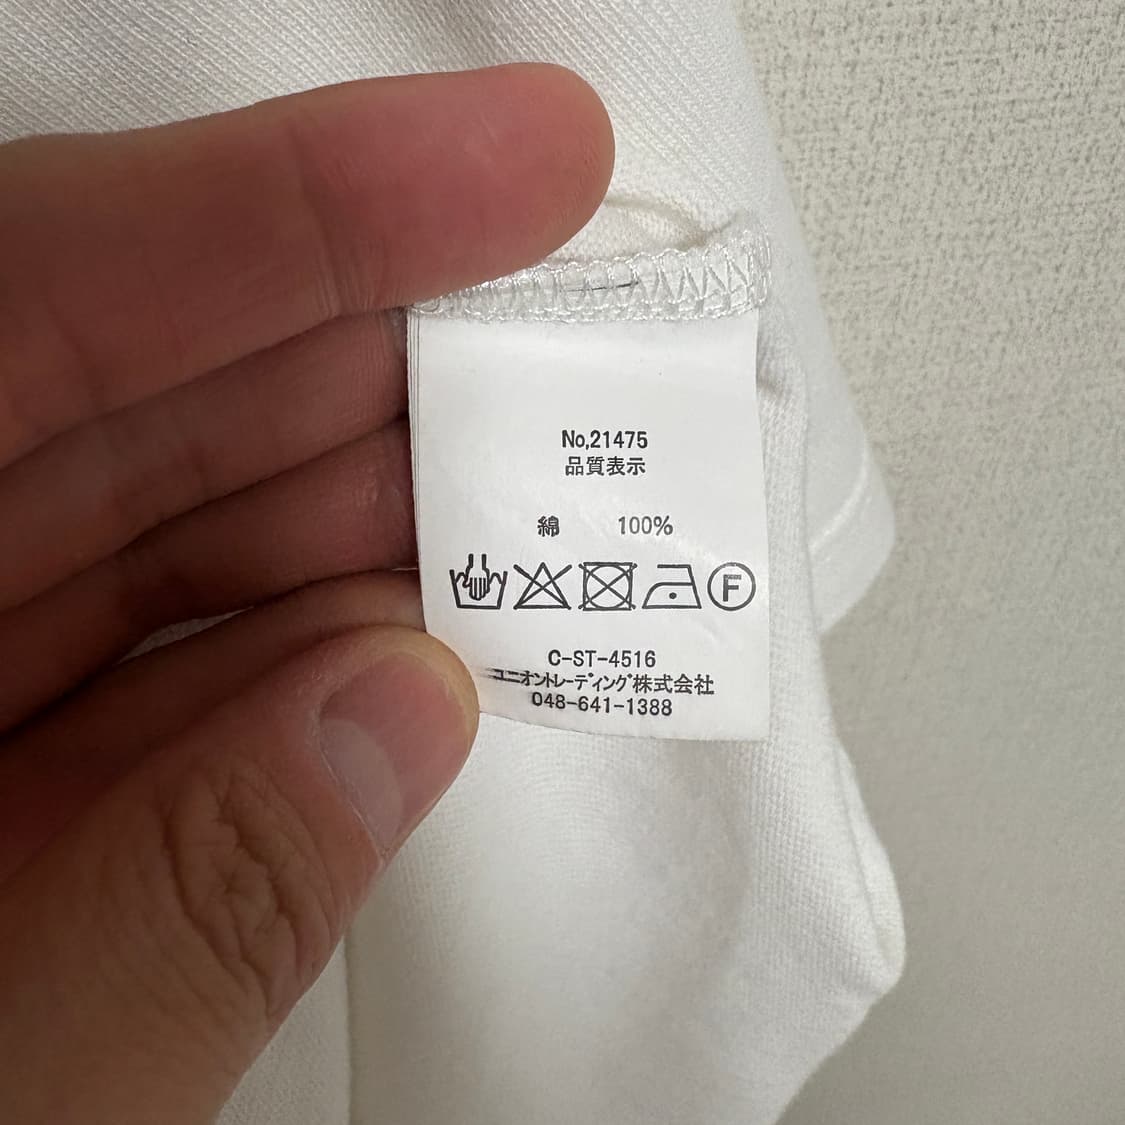 No,21475
品質表示
綿 100%
F
C-ST-4516
ユニオントレーディング株式会社
048-641-1388